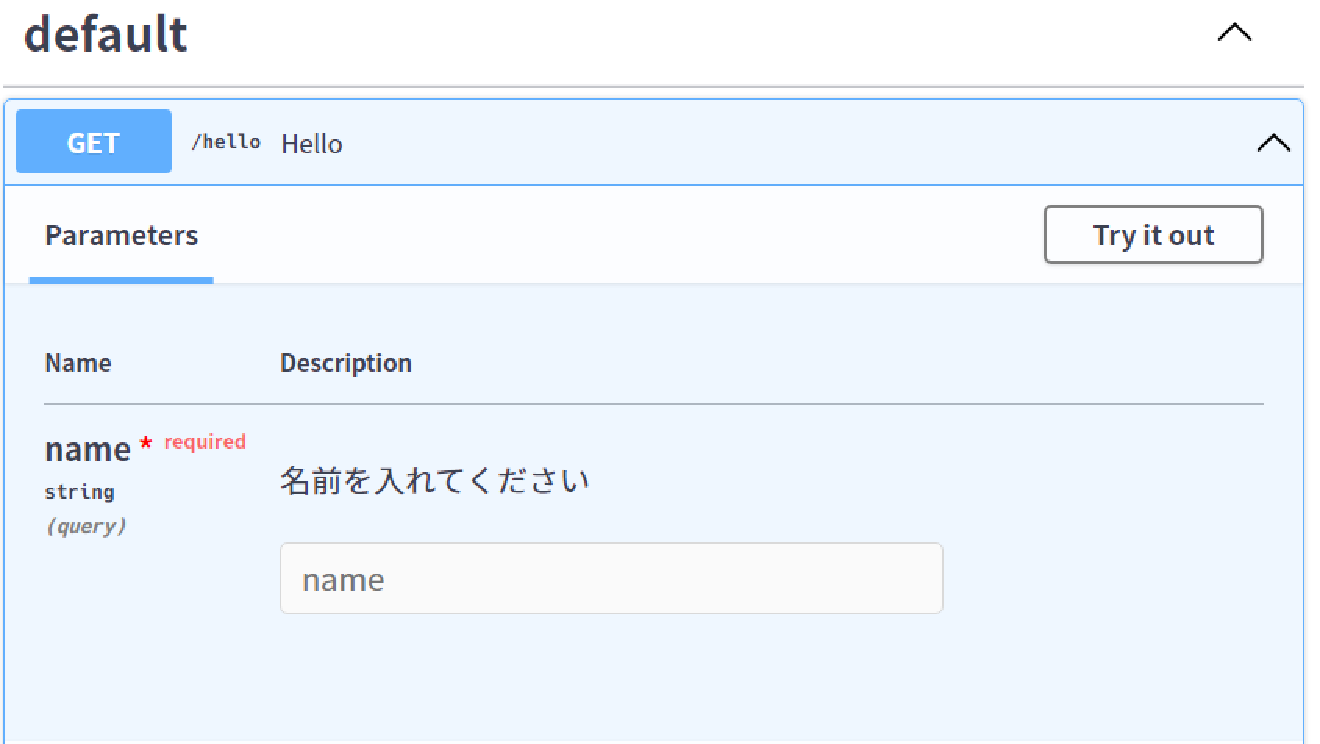 default
GET /hello Hello
Parameters Try it out
Name Description
name * required
string
(query)
名前を入れてください
name